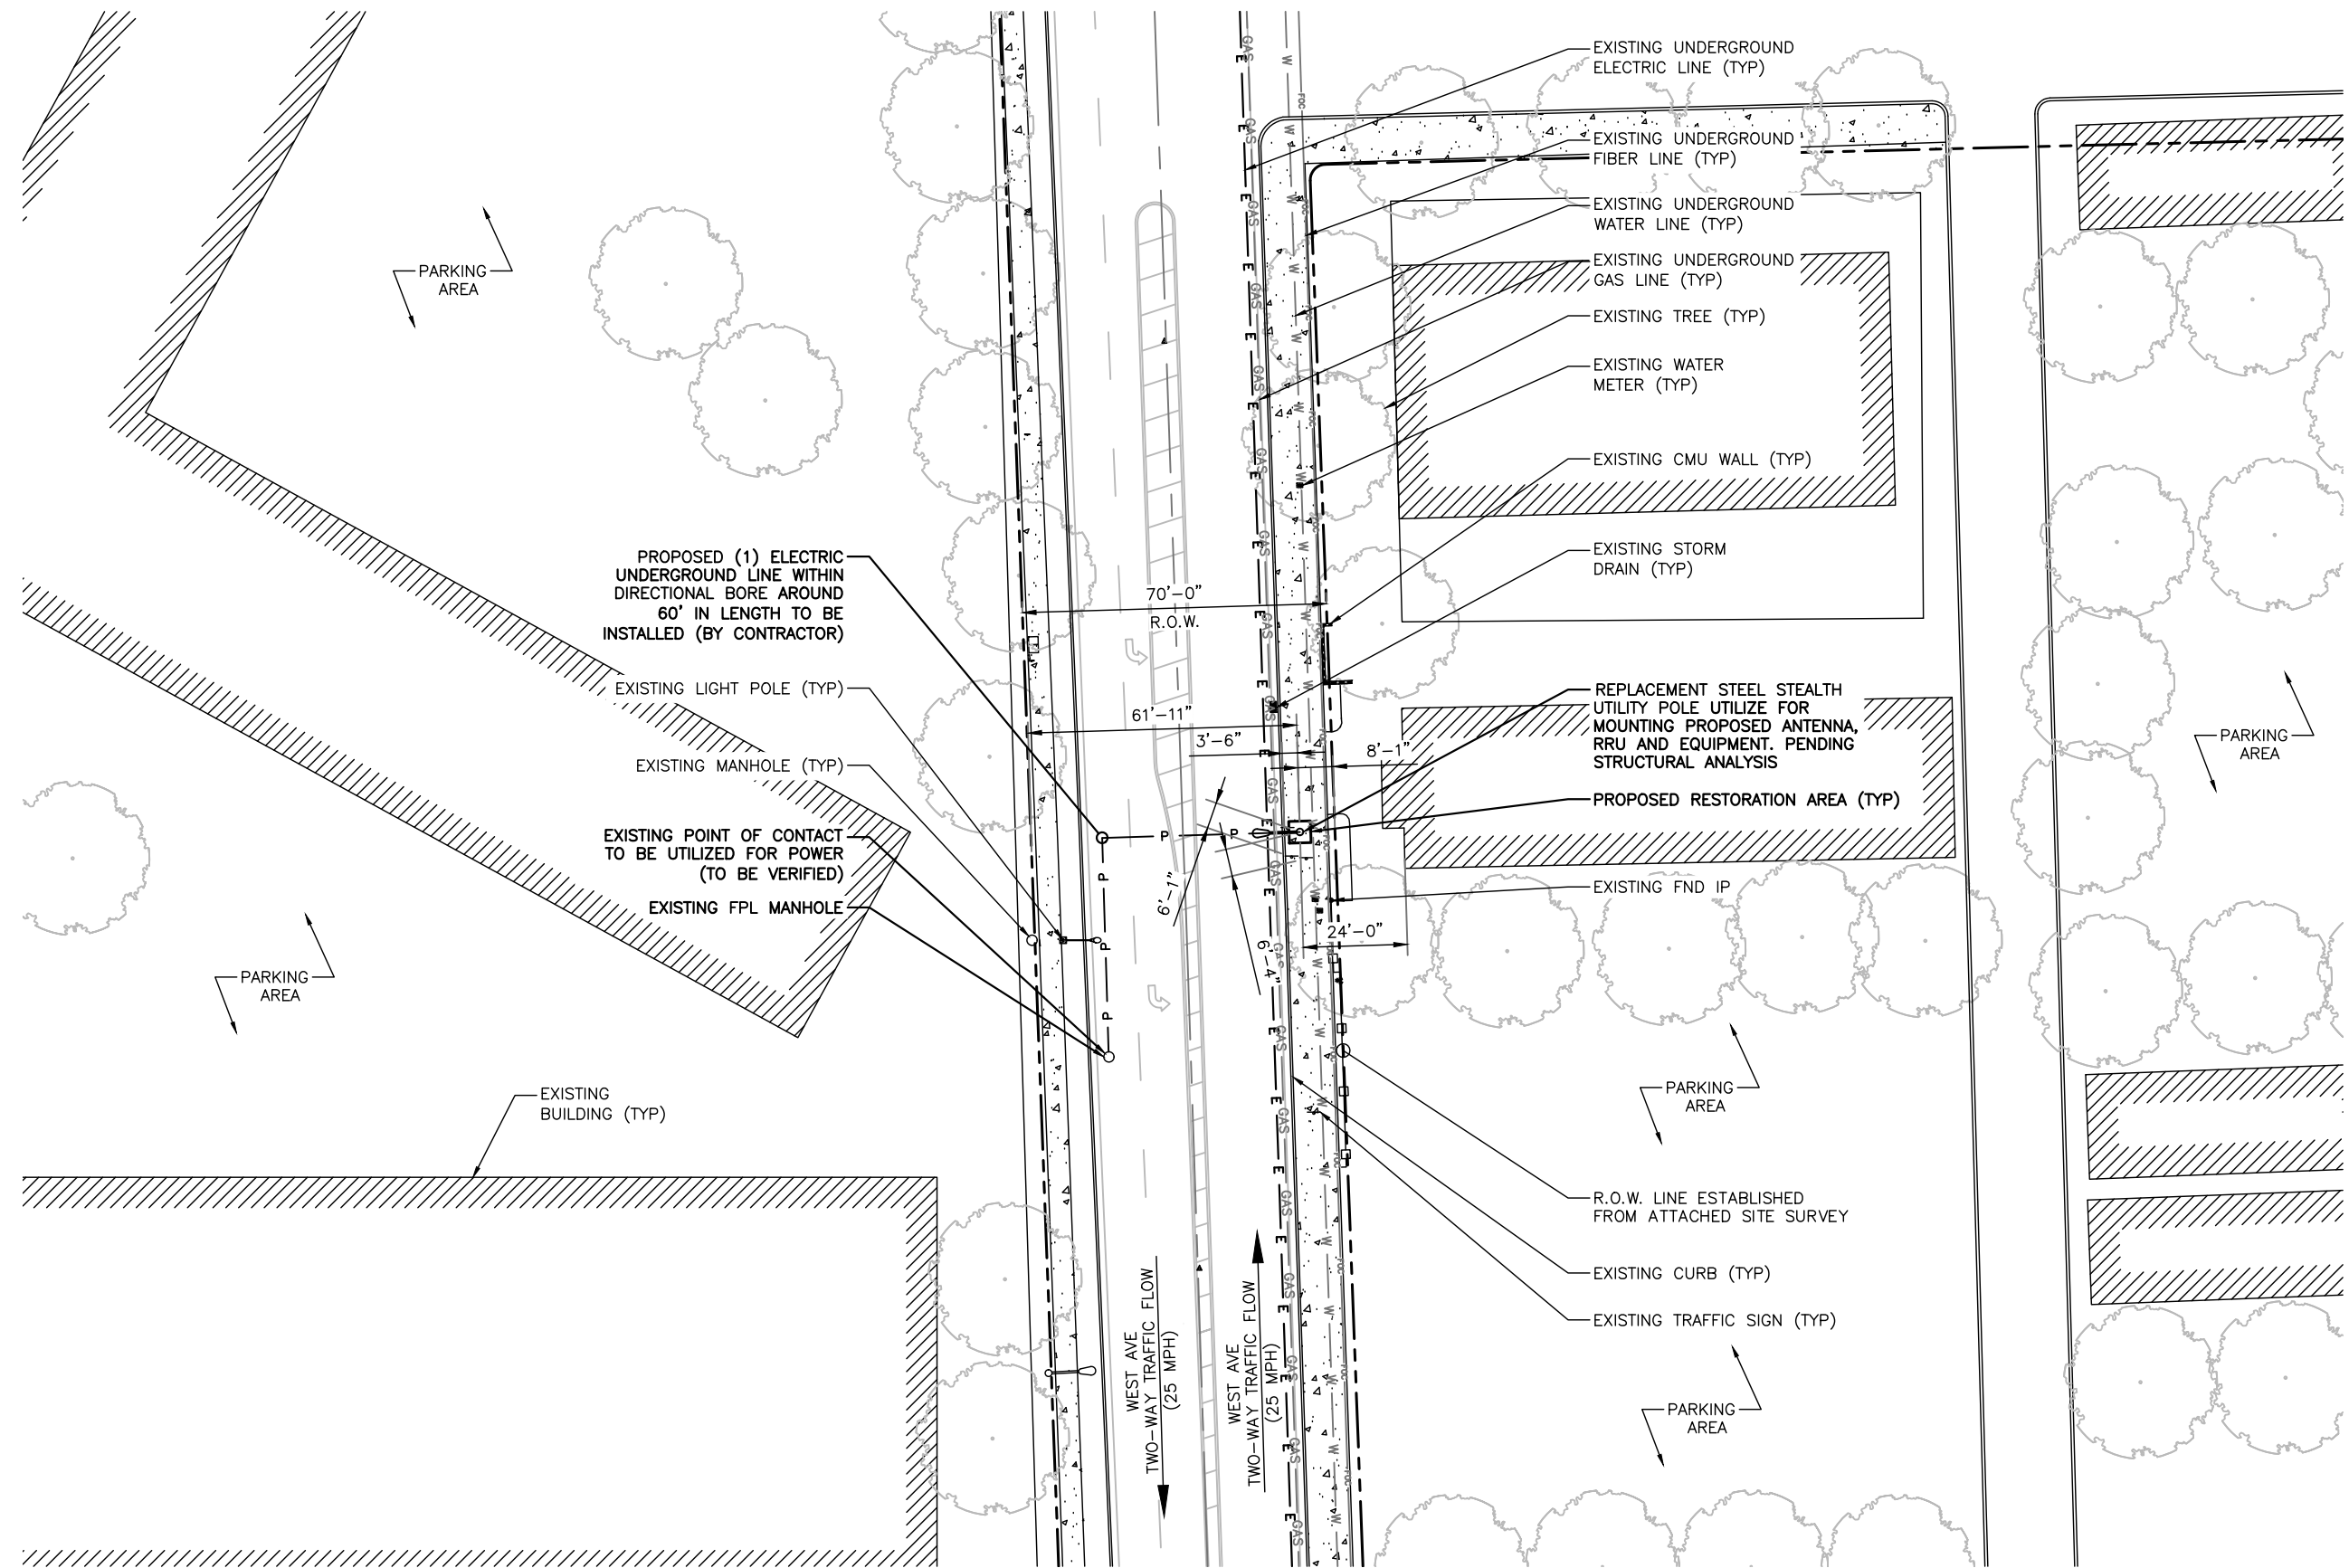 EXISTING UNDERGROUND
ELECTRIC LINE (TYP)
EXISTING UNDERGROUND
FIBER LINE (TYP)
EXISTING UNDERGROUND
WATER LINE (TYP)
EXISTING UNDERGROUND
GAS LINE (TYP)
EXISTING TREE (TYP)
EXISTING WATER
METER (TYP)
EXISTING CMU WALL (TYP)
EXISTING STORM
DRAIN (TYP)
REPLACEMENT STEEL STEALTH
UTILITY POLE UTILIZE FOR
MOUNTING PROPOSED ANTENNA,
RRU AND EQUIPMENT. PENDING
STRUCTURAL ANALYSIS
PROPOSED RESTORATION AREA (TYP)
EXISTING FND IP
24'-0"
R.O.W. LINE ESTABLISHED
FROM ATTACHED SITE SURVEY
EXISTING CURB (TYP)
EXISTING TRAFFIC SIGN (TYP)
PARKING
AREA
PARKING
AREA
PARKING
AREA
PARKING
AREA
PARKING
AREA
PROPOSED (1) ELECTRIC
UNDERGROUND LINE WITHIN
DIRECTIONAL BORE AROUND
60' IN LENGTH TO BE
INSTALLED (BY CONTRACTOR)
EXISTING LIGHT POLE (TYP)
EXISTING MANHOLE (TYP)
EXISTING POINT OF CONTACT
TO BE UTILIZED FOR POWER
(TO BE VERIFIED)
EXISTING FPL MANHOLE
EXISTING
BUILDING (TYP)
70'-0"
R.O.W.
61'-11"
3'-6"
8'-1"
6'-1"
6'-4"
P
P
P
P
P
WEST AVE
TWO-WAY TRAFFIC FLOW
(25 MPH)
WEST AVE
TWO-WAY TRAFFIC FLOW
(25 MPH)
GAS
E
W
FOC